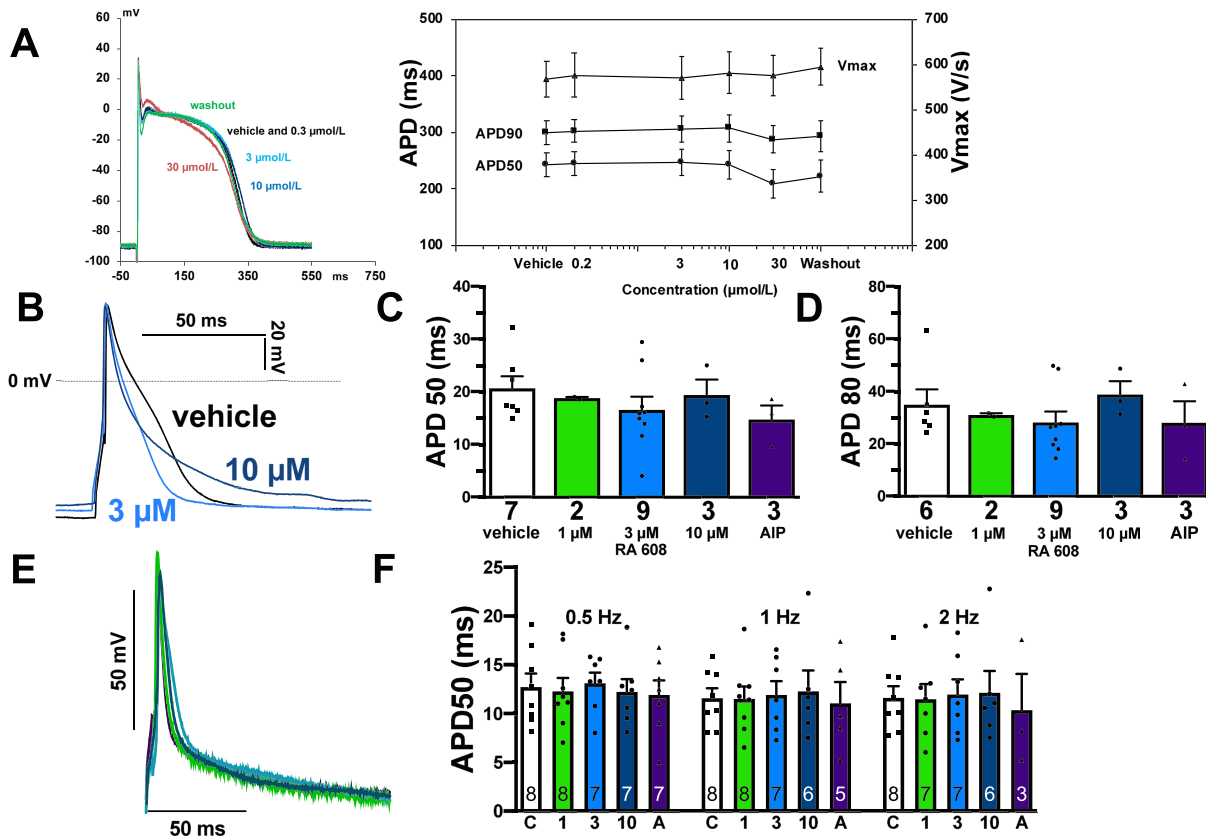 A
mV
60
40
20
0
-20
-40
-60
-80
-100
-50
50
150
250
350
450
550
650
750
ms
washout
vehicle and 0.3 µmol/L
3 µmol/L
30 µmol/L
10 µmol/L
APD (ms)
500
400
300
200
100
Vmax
APD90
APD50
700
600
500
400
300
200
Vmax (V/s)
Vehicle 0.2 3 10 30 Washout
Concentration (µmol/L)
B
50 ms
20 mV
0 mV
vehicle
10 µM
3 µM
C
APD 50 (ms)
40
30
20
10
0
7 2 9 3 3
vehicle 1 µM 3 µM 10 µM AIP
RA 608
D
APD 80 (ms)
80
60
40
20
0
6 2 9 3 3
vehicle 1 µM 3 µM 10 µM AIP
RA 608
E
50 mV
50 ms
F
APD50 (ms)
25
20
15
10
5
0
0.5 Hz 1 Hz 2 Hz
8 8 7 7 7 8 8 7 6 5 8 7 7 6 3
C 1 3 10 A C 1 3 10 A C 1 3 10 A